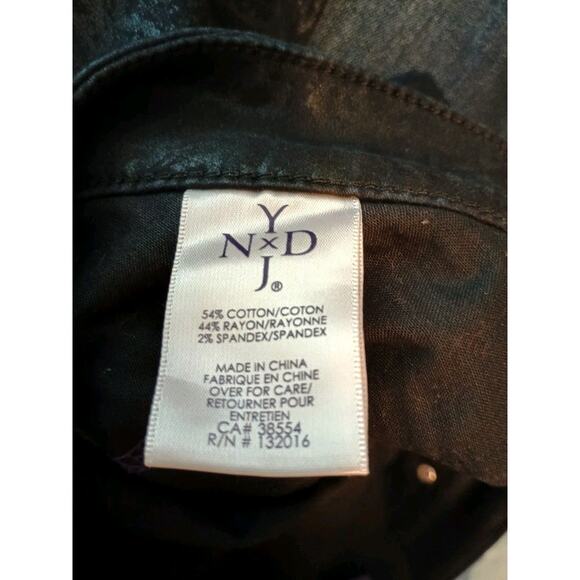 Y
N×D
J®
54% COTTON/COTON
44% RAYON/RAYONNE
2% SPANDEX/SPANDEX
MADE IN CHINA
FABRIQUE EN CHINE
OVER FOR CARE/
RETOURNER POUR
ENTRETIEN
CA# 38554
R/N # 132016